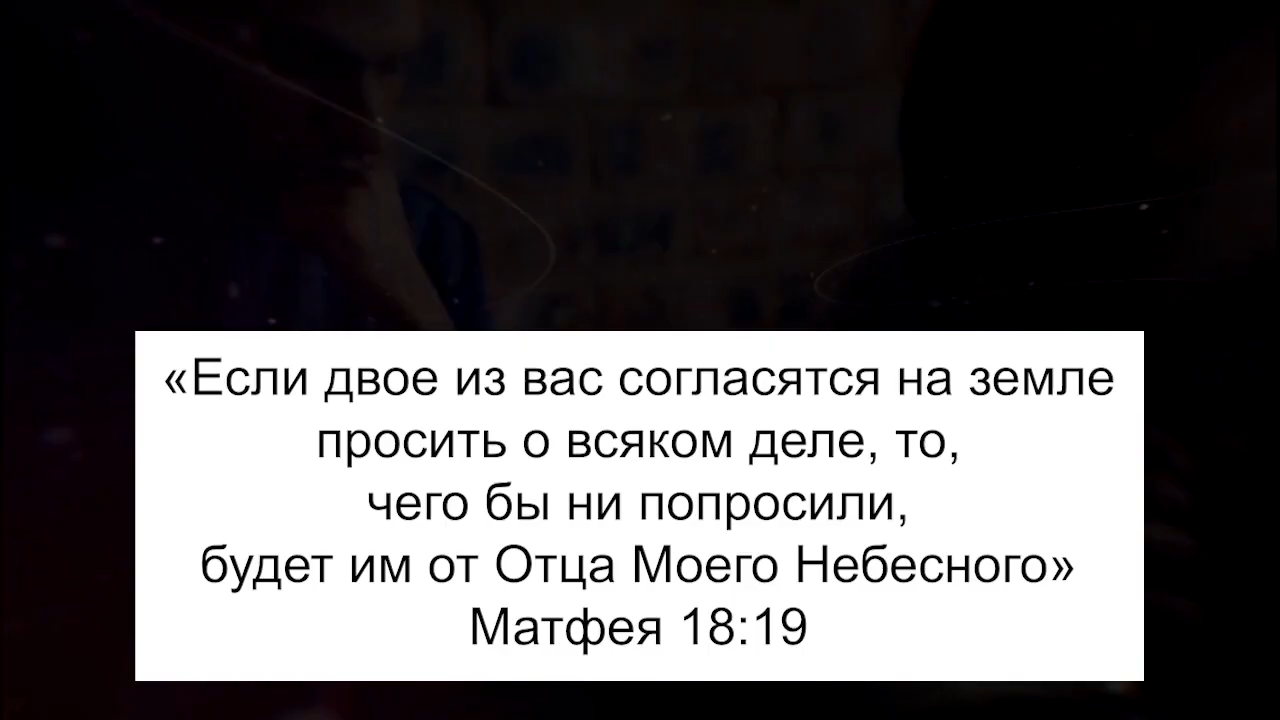 «Если двое из вас согласятся на земле
просить о всяком деле, то,
чего бы ни попросили,
будет им от Отца Моего Небесного»
Матфея 18:19